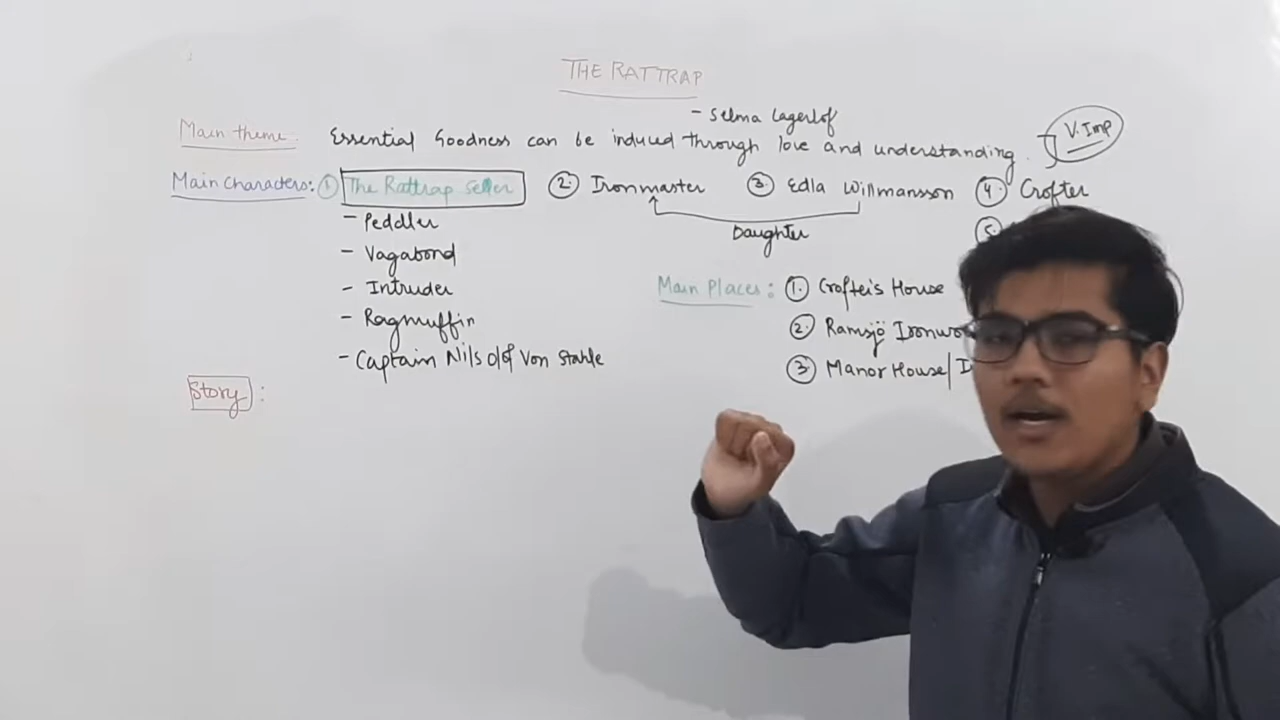 THE RATTRAP
- Selma Lagerlof
Main theme: Essential Goodness can be induced through love and understanding. V. Imp
Main Characters: 1. The Rattrap Seller 2. Ironmaster 3. Edla Willmansson 4. Crofter
- Peddler
Daughter
5.
- Vagabond
- Intruder
Main Places: 1. Crofter's House
- Ragmuffin
2. Ramsjö
- Captain Nils olof Von Stahle
3. Manor House/
Story: